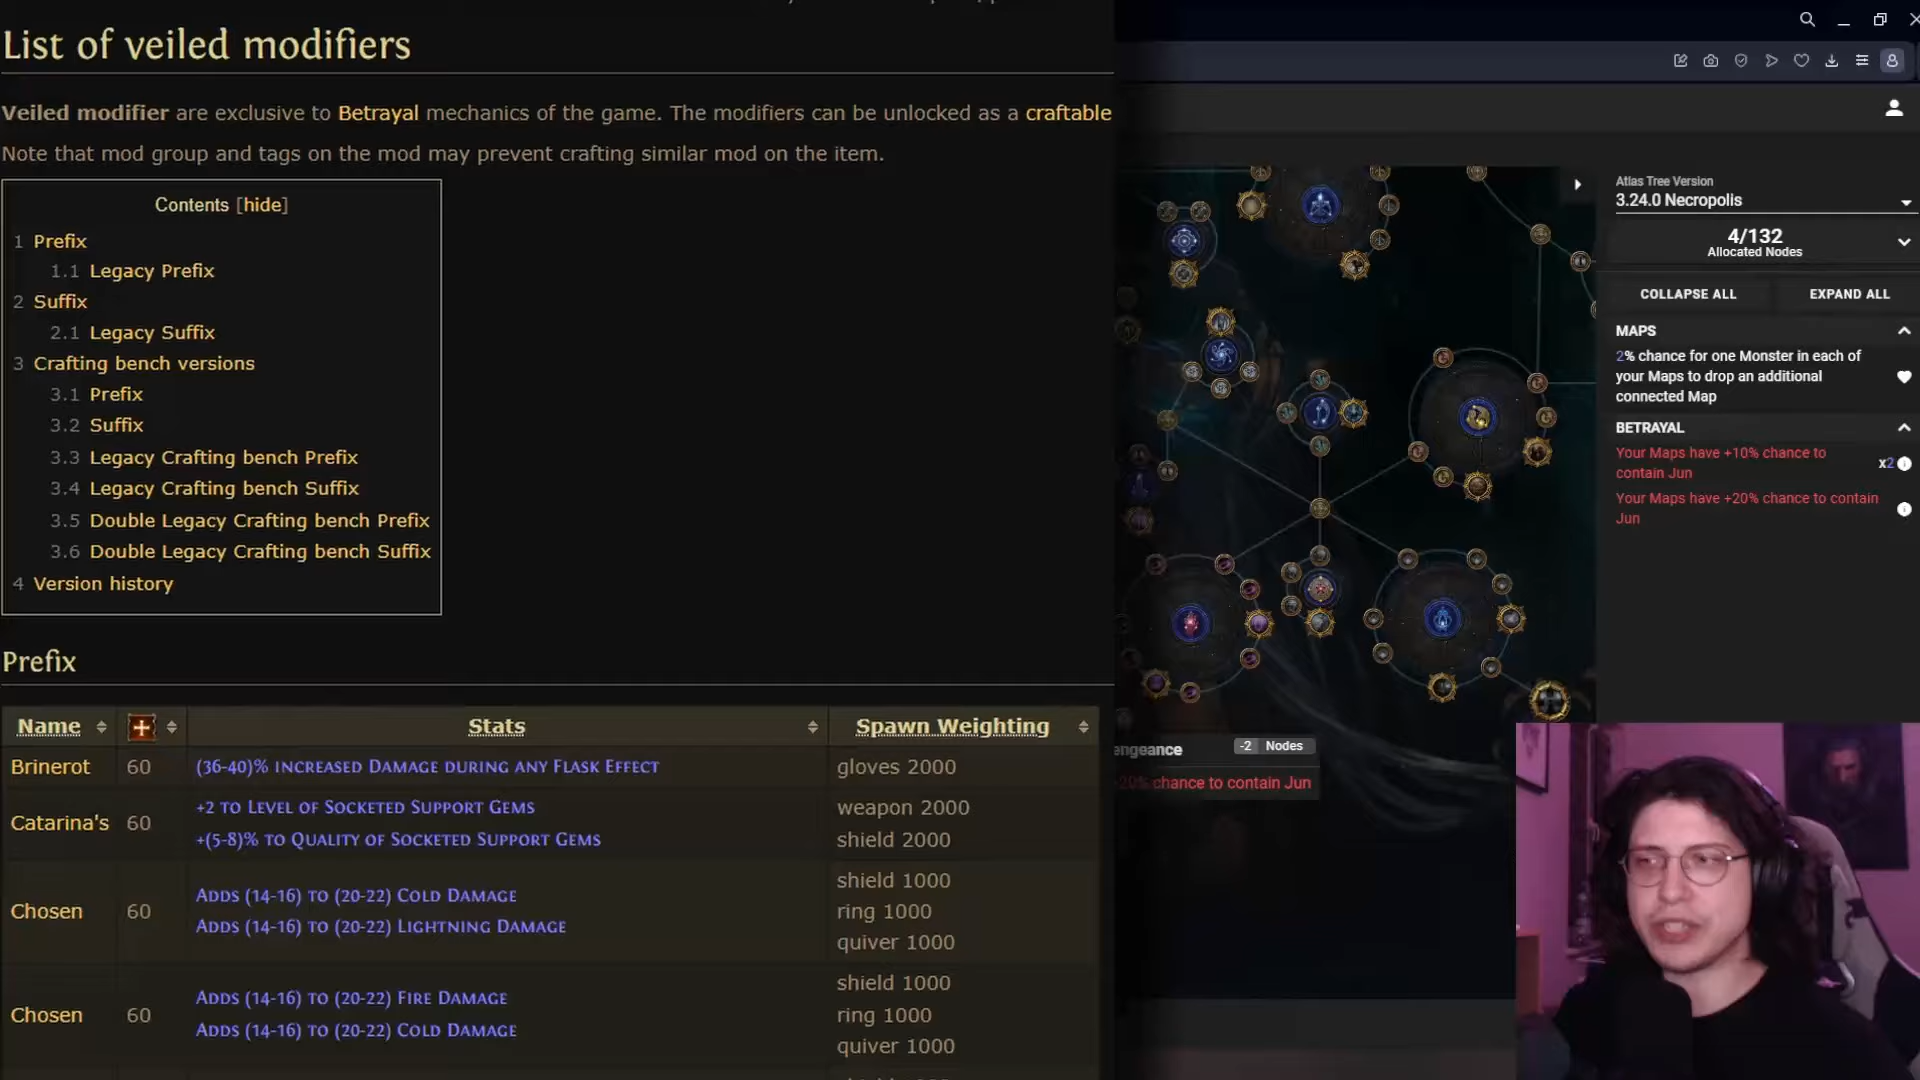 List of veiled modifiers
Veiled modifier are exclusive to Betrayal mechanics of the game. The modifiers can be unlocked as a craftable
Note that mod group and tags on the mod may prevent crafting similar mod on the item.
Contents [hide]
1 Prefix
1.1 Legacy Prefix
2 Suffix
2.1 Legacy Suffix
3 Crafting bench versions
3.1 Prefix
3.2 Suffix
3.3 Legacy Crafting bench Prefix
3.4 Legacy Crafting bench Suffix
3.5 Double Legacy Crafting bench Prefix
3.6 Double Legacy Crafting bench Suffix
4 Version history
Prefix
Name Stats Spawn Weighting
Brinerot 60 (36-40)% increased Damage during any Flask Effect gloves 2000
Catarina's 60 +2 to Level of Socketed Support Gems weapon 2000
+(5-8)% to Quality of Socketed Support Gems shield 2000
Chosen 60 Adds (14-16) to (20-22) Cold Damage shield 1000
Adds (14-16) to (20-22) Lightning Damage ring 1000
quiver 1000
Chosen 60 Adds (14-16) to (20-22) Fire Damage shield 1000
Adds (14-16) to (20-22) Cold Damage ring 1000
quiver 1000
Atlas Tree Version
3.24.0 Necropolis
4/132
Allocated Nodes
COLLAPSE ALL EXPAND ALL
MAPS
2% chance for one Monster in each of
your Maps to drop an additional
connected Map
BETRAYAL
Your Maps have +10% chance to
contain Jun
x2
Your Maps have +20% chance to contain
Jun
engeance -2 Nodes
+20% chance to contain Jun